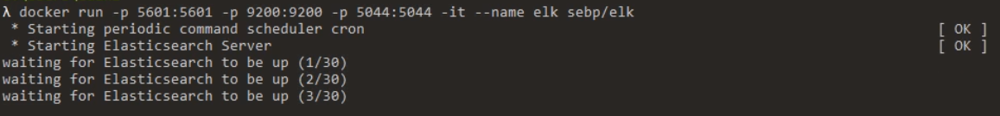 λ docker run -p 5601:5601 -p 9200:9200 -p 5044:5044 -it --name elk sebp/elk
* Starting periodic command scheduler cron [ OK ]
* Starting Elasticsearch Server [ OK ]
waiting for Elasticsearch to be up (1/30)
waiting for Elasticsearch to be up (2/30)
waiting for Elasticsearch to be up (3/30)